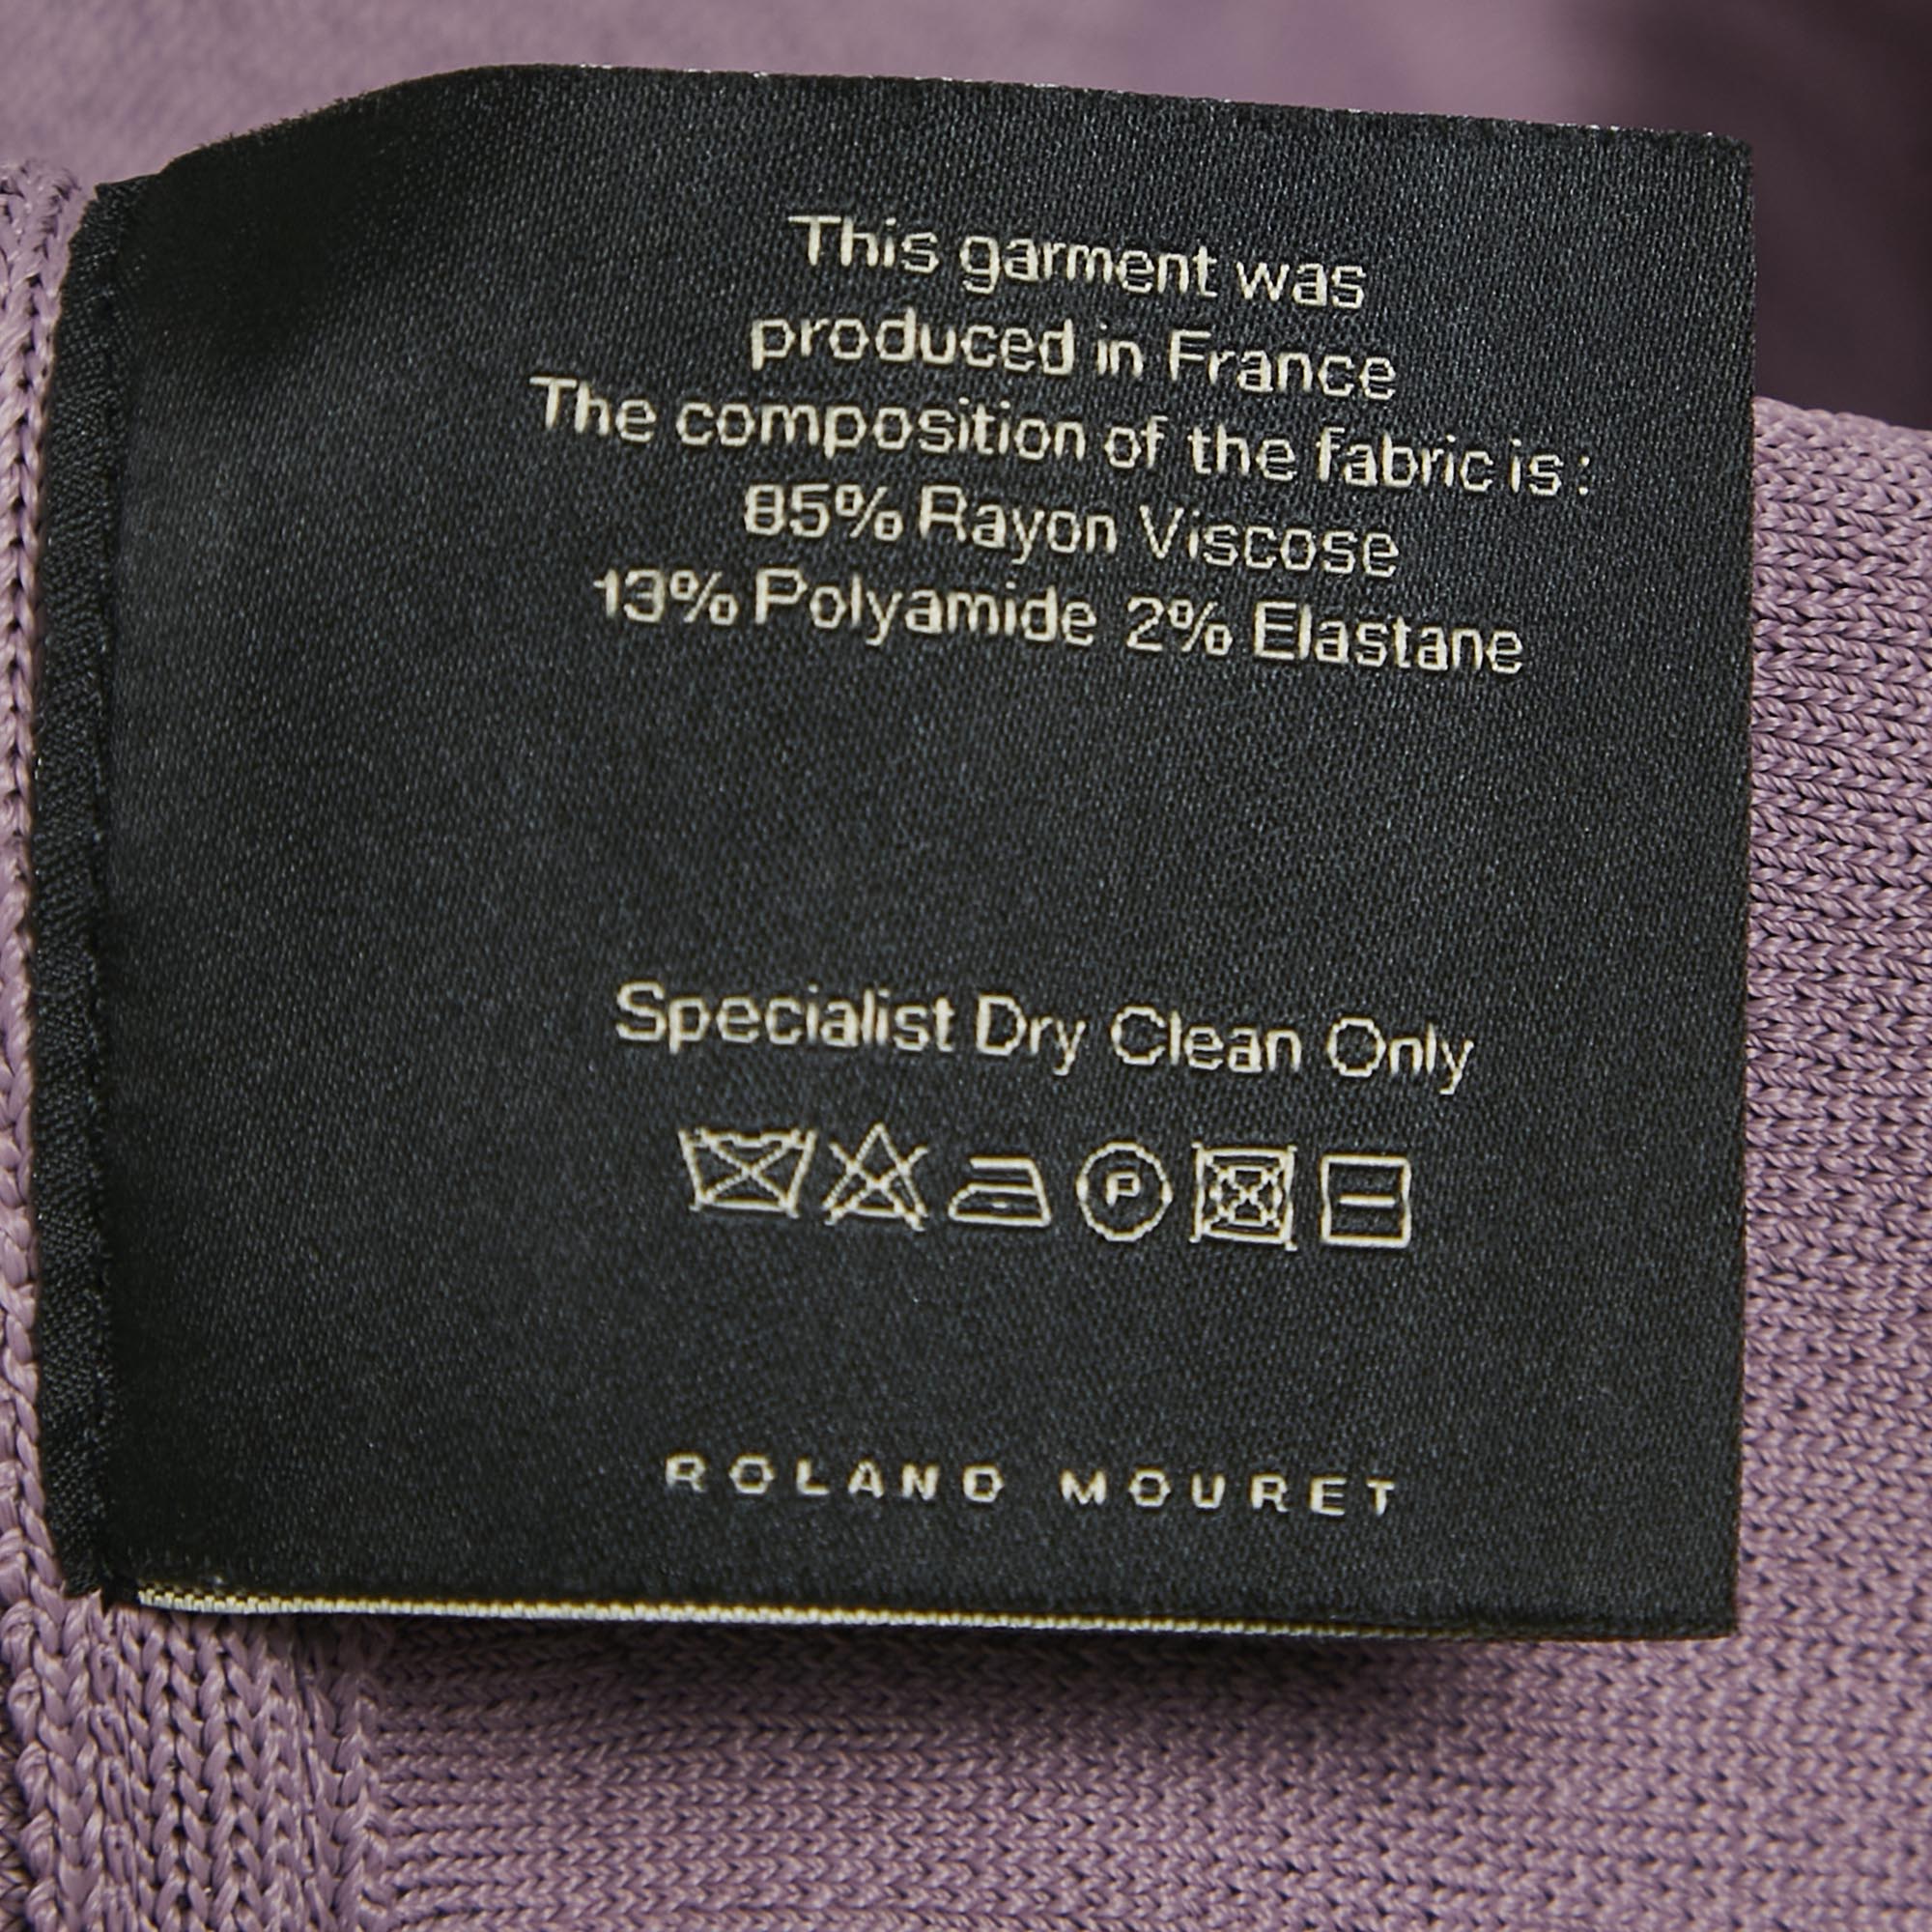 This garment was
produced in France
The composition of the fabric is:
85% Rayon Viscose
13% Polyamide 2% Elastane
Specialist Dry Clean Only
P
ROLAND MOURET